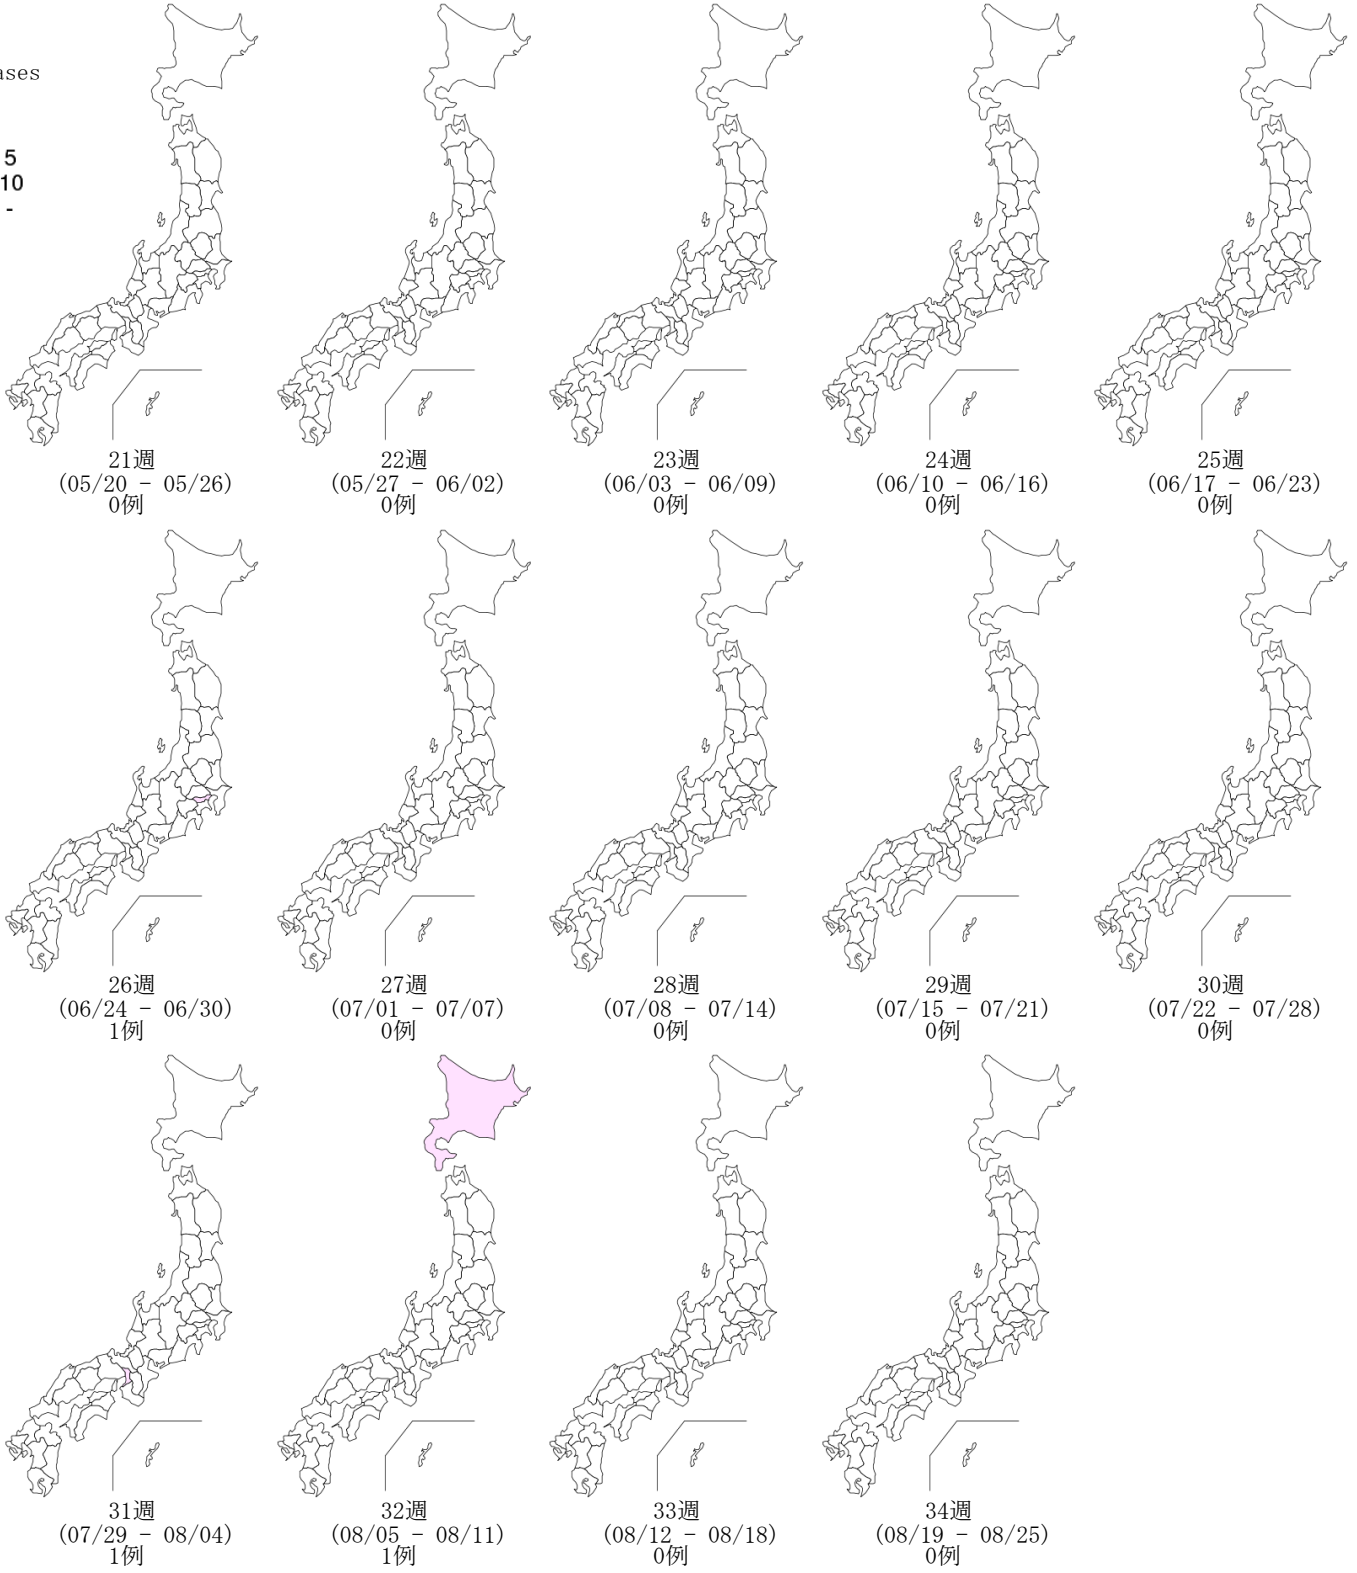 ases
5
10
-
21週
(05/20 - 05/26)
0例
22週
(05/27 - 06/02)
0例
23週
(06/03 - 06/09)
0例
24週
(06/10 - 06/16)
0例
25週
(06/17 - 06/23)
0例
26週
(06/24 - 06/30)
1例
27週
(07/01 - 07/07)
0例
28週
(07/08 - 07/14)
0例
29週
(07/15 - 07/21)
0例
30週
(07/22 - 07/28)
0例
31週
(07/29 - 08/04)
1例
32週
(08/05 - 08/11)
1例
33週
(08/12 - 08/18)
0例
34週
(08/19 - 08/25)
0例